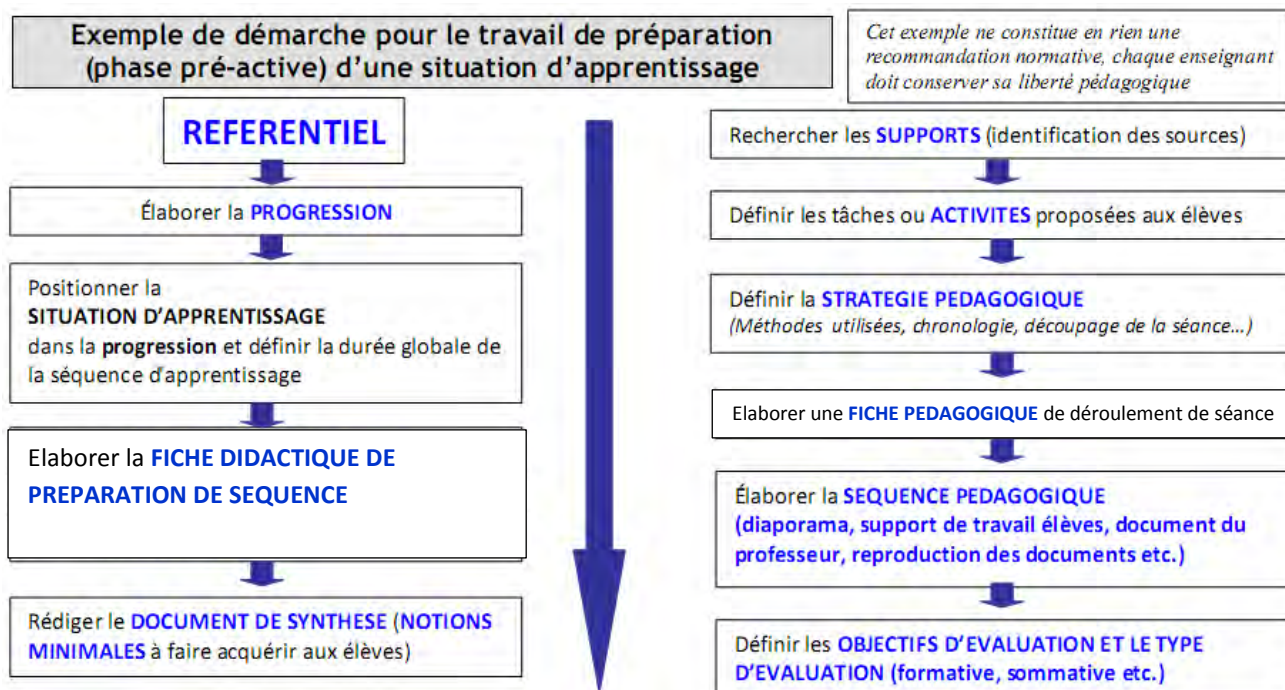 Exemple de démarche pour le travail de préparation
(phase pré-active) d'une situation d'apprentissage
Cet exemple ne constitue en rien une
recommandation normative, chaque enseignant
doit conserver sa liberté pédagogique
REFERENTIEL
Élaborer la PROGRESSION
Positionner la
SITUATION D'APPRENTISSAGE
dans la progression et définir la durée globale de
la séquence d'apprentissage
Elaborer la FICHE DIDACTIQUE DE
PREPARATION DE SEQUENCE
Rédiger le DOCUMENT DE SYNTHESE (NOTIONS
MINIMALES à faire acquérir aux élèves)
Rechercher les SUPPORTS (identification des sources)
Définir les tâches ou ACTIVITES proposées aux élèves
Définir la STRATEGIE PEDAGOGIQUE
(Méthodes utilisées, chronologie, découpage de la séance...)
Elaborer une FICHE PEDAGOGIQUE de déroulement de séance
Élaborer la SEQUENCE PEDAGOGIQUE
(diaporama, support de travail élèves, document du
professeur, reproduction des documents etc.)
Définir les OBJECTIFS D'EVALUATION ET LE TYPE
D'EVALUATION (formative, sommative etc.)